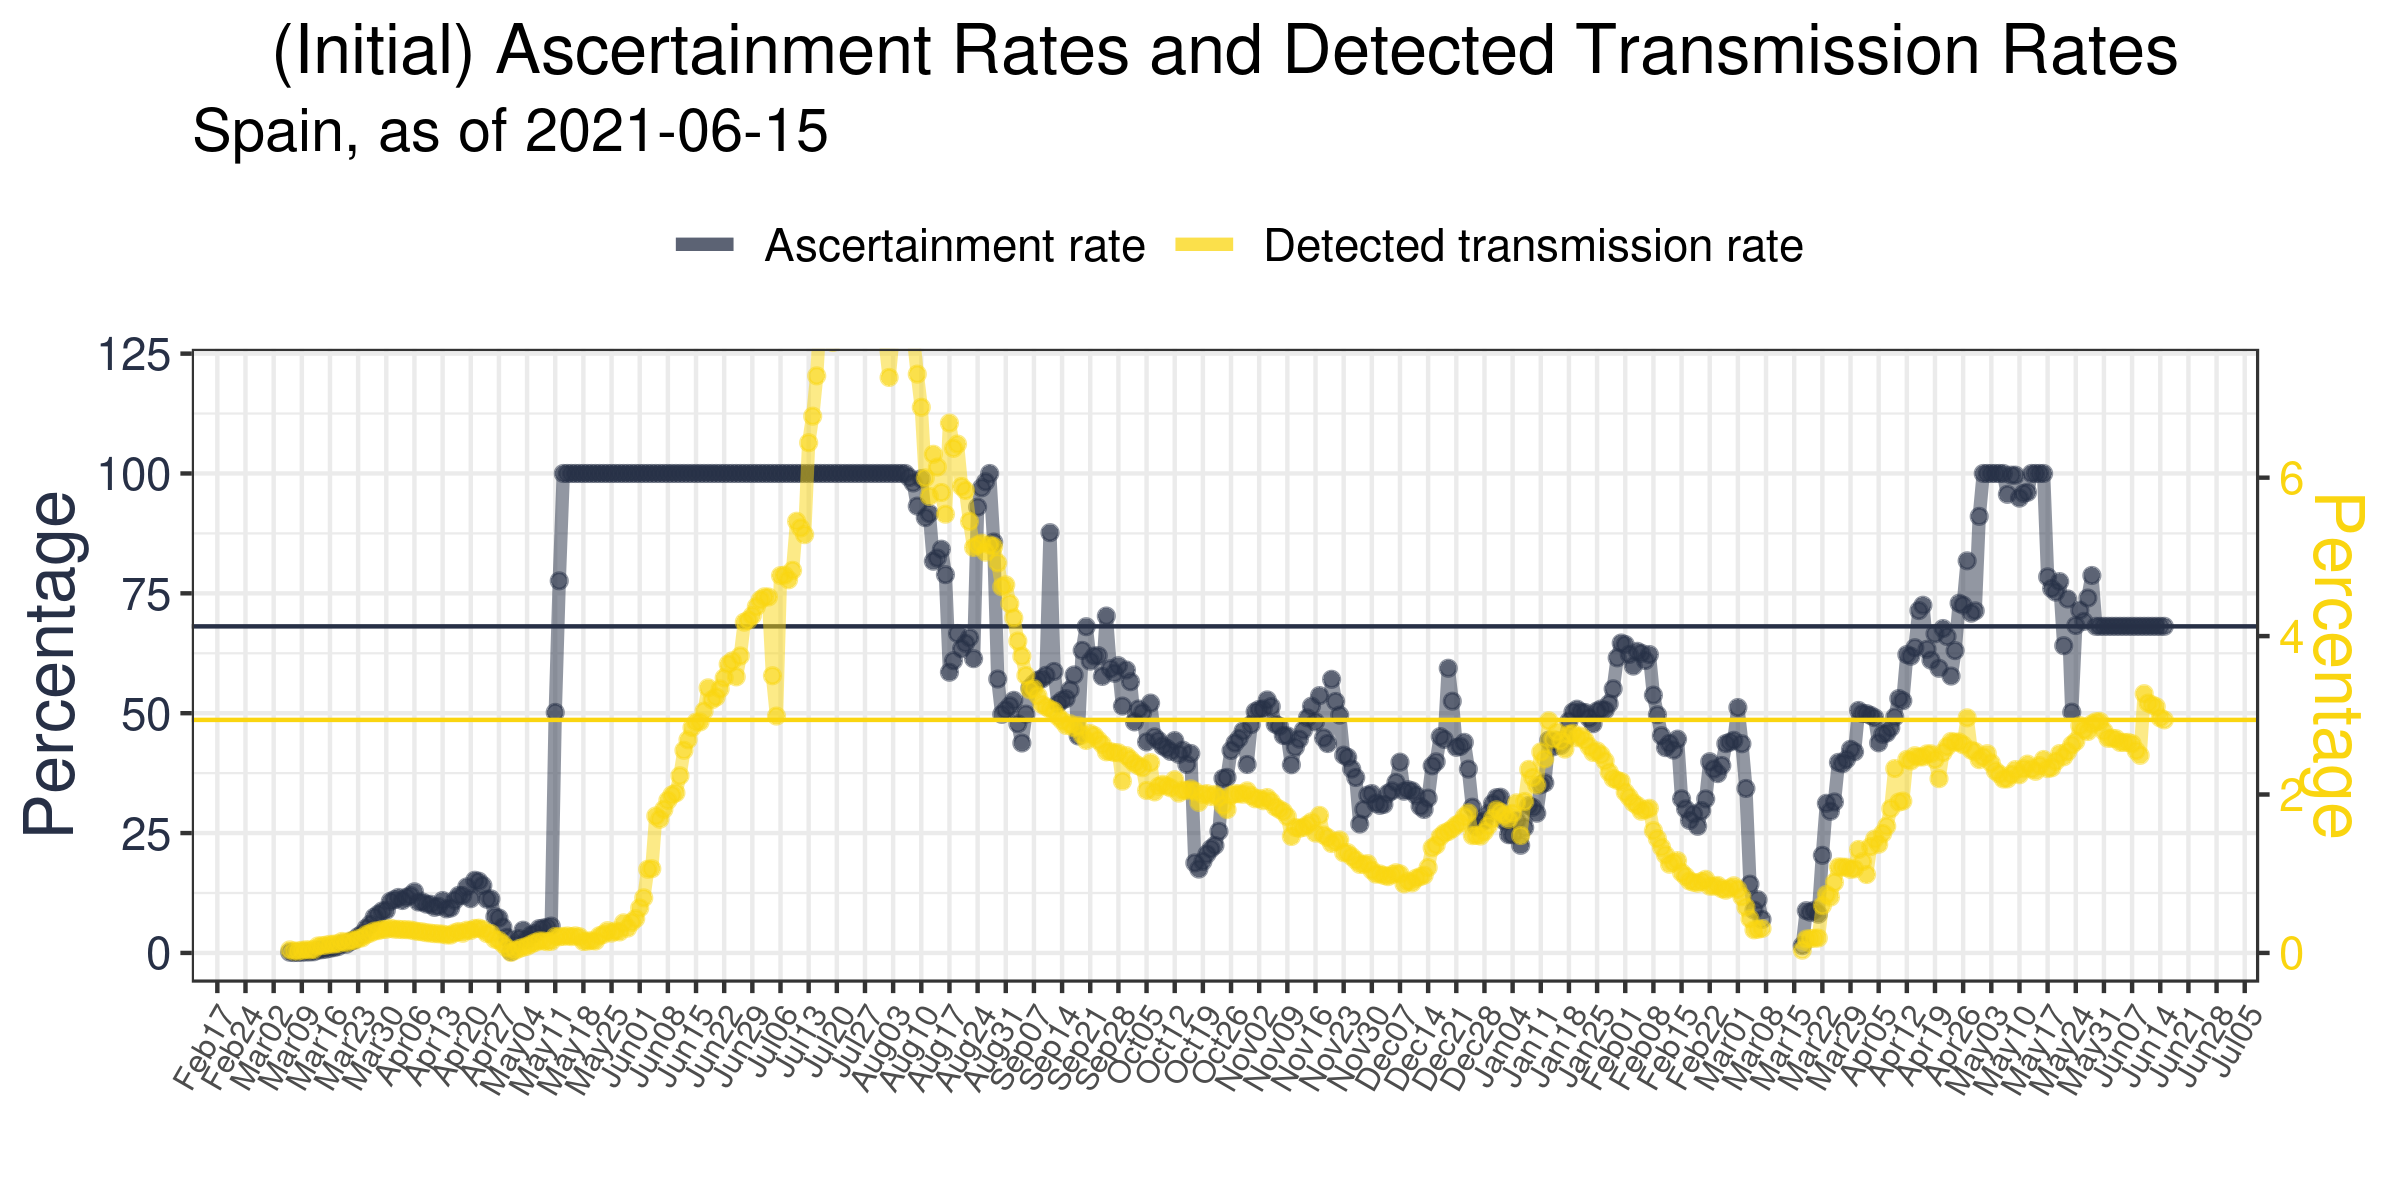 (Initial) Ascertainment Rates and Detected Transmission Rates
Spain, as of 2021-06-15
Ascertainment rate Detected transmission rate
Percentage
125
100
75
50
25
0
6
4
2
0
Percentage
Feb17 Feb24 Mar02 Mar09 Mar16 Mar23 Mar30 Apr06 Apr13 Apr20 Apr27 May04 May11 May18 May25 Jun01 Jun08 Jun15 Jun22 Jun29 Jul06 Jul13 Jul20 Jul27 Aug03 Aug10 Aug17 Aug24 Aug31 Sep07 Sep14 Sep21 Sep28 Oct05 Oct12 Oct19 Oct26 Nov02 Nov09 Nov16 Nov23 Nov30 Dec07 Dec14 Dec21 Dec28 Jan04 Jan11 Jan18 Jan25 Feb01 Feb08 Feb15 Feb22 Mar01 Mar08 Mar15 Mar22 Mar29 Apr05 Apr12 Apr19 Apr26 May03 May10 May17 May24 May31 Jun07 Jun14 Jun21 Jun28 Jul05